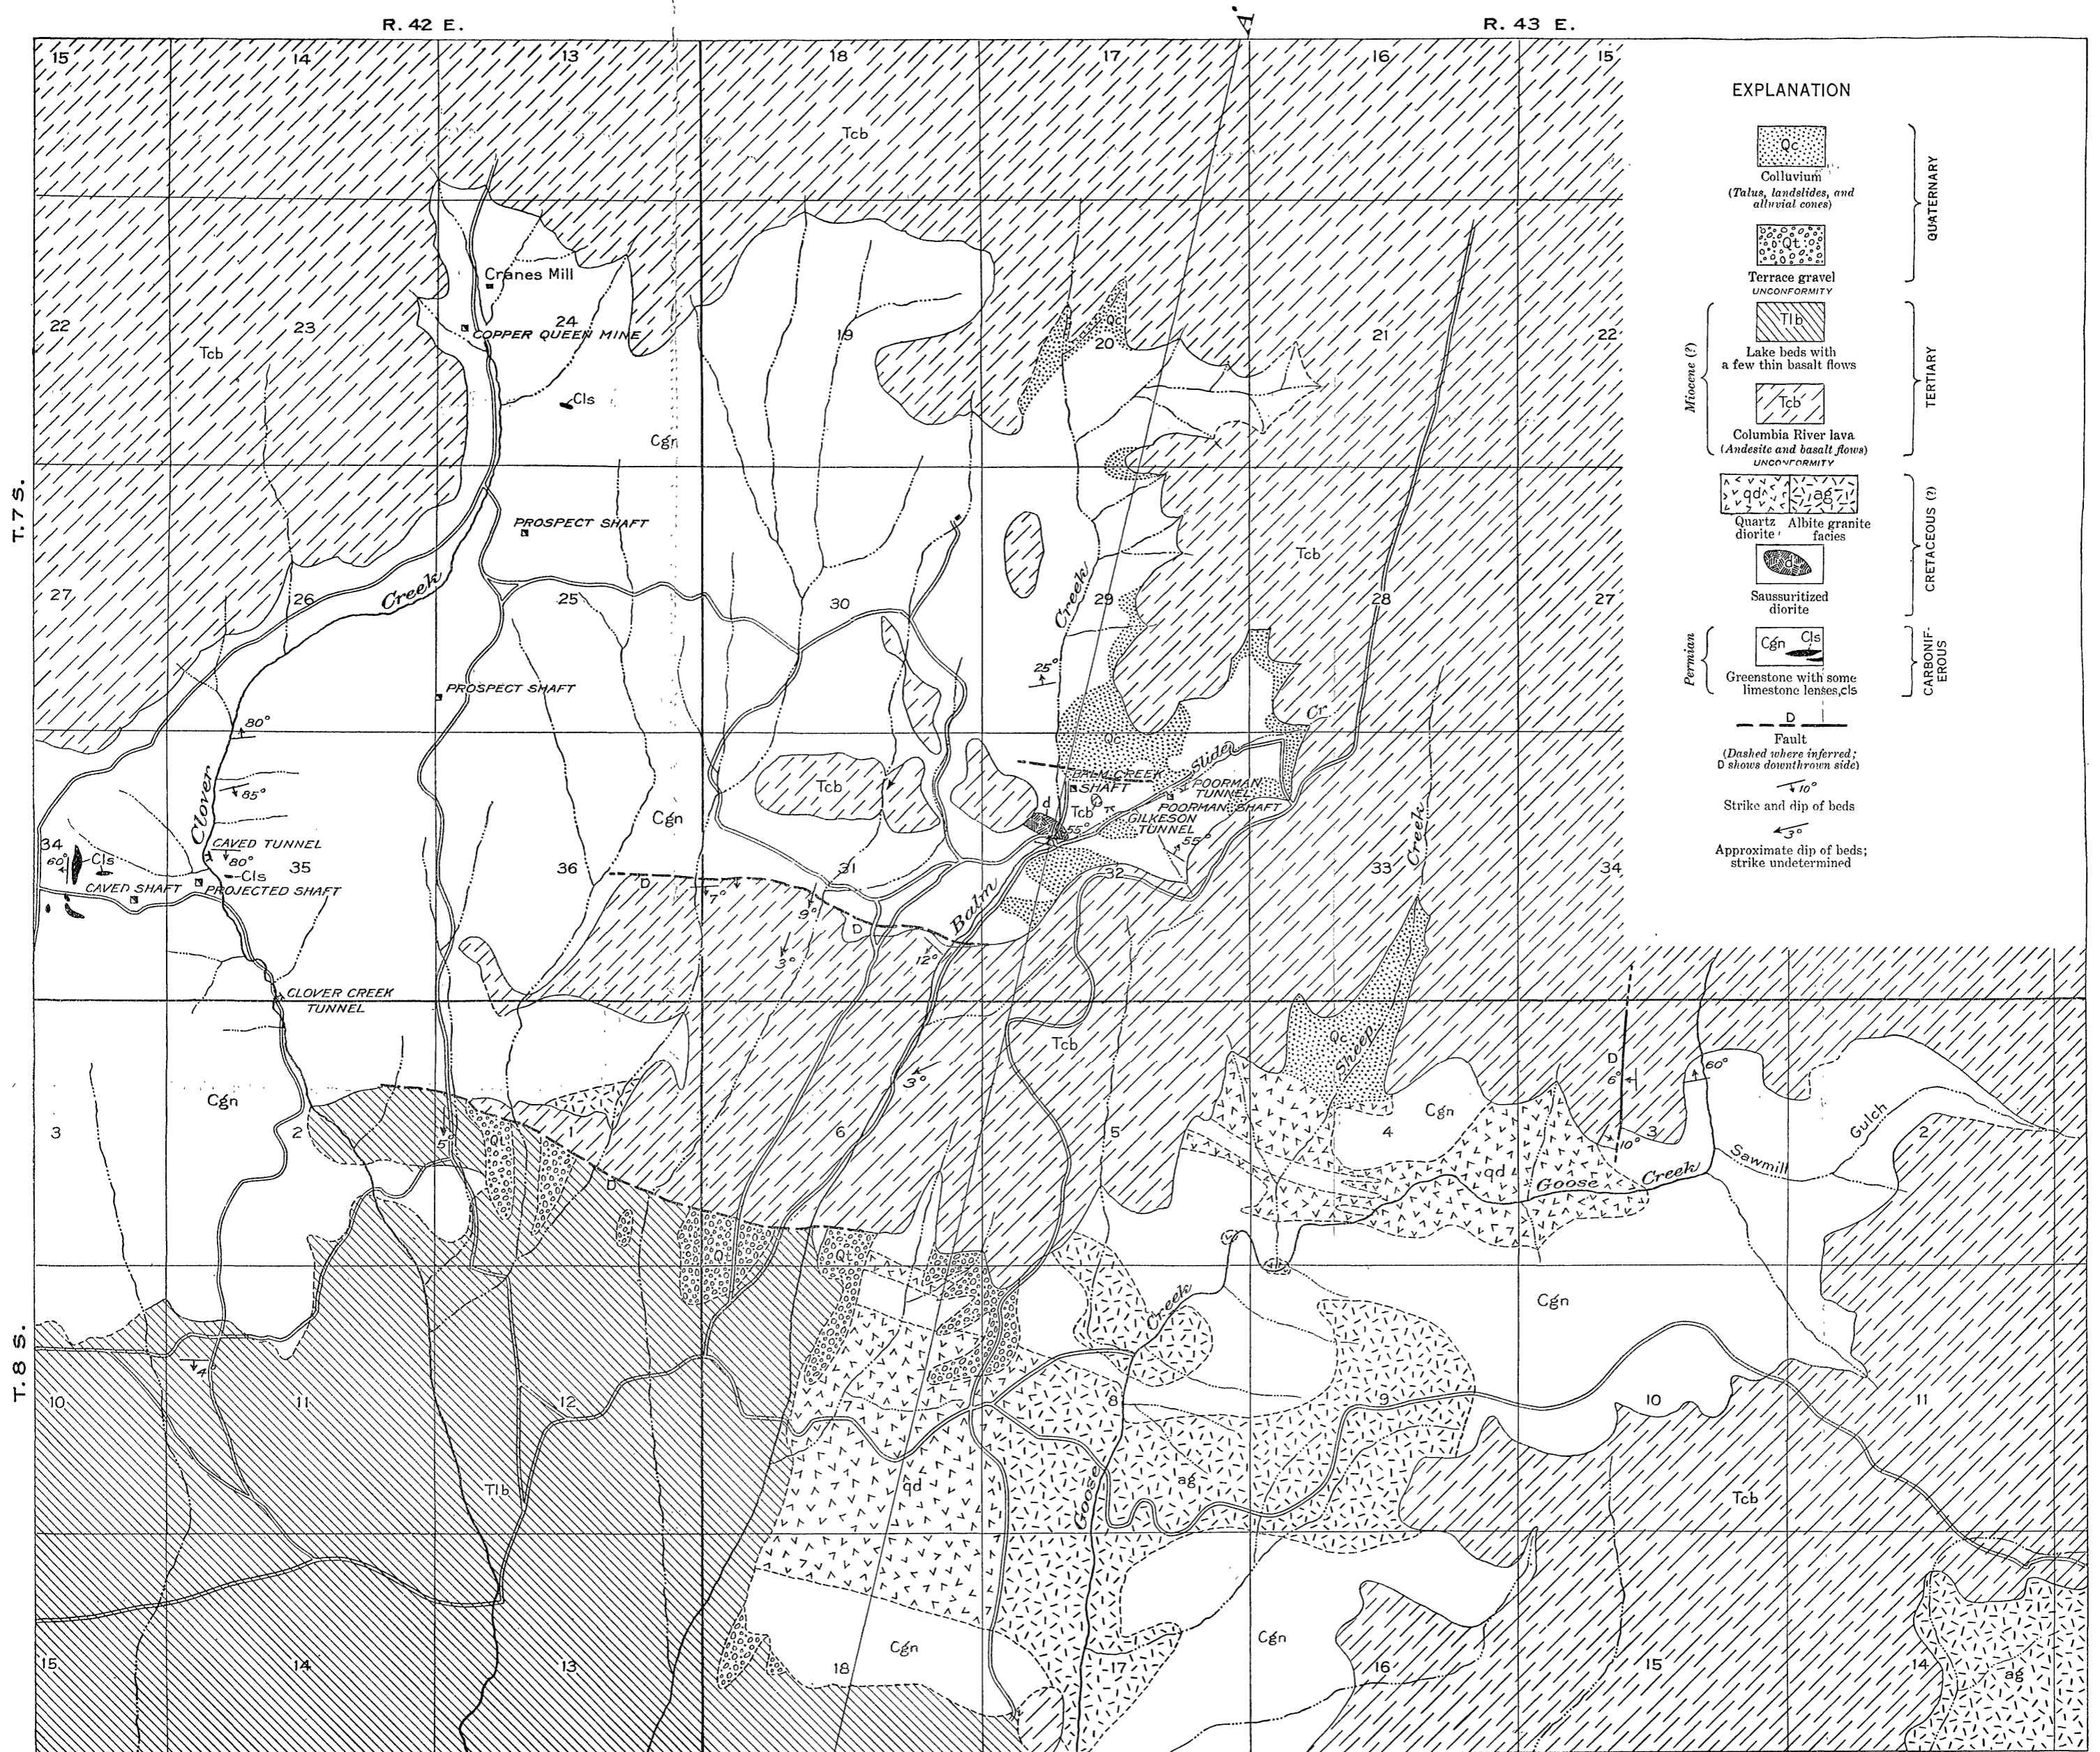 R. 42 E.
A'
R. 43 E.
15
14
13
18
17
16
15
Tcb
Cranes Mill
22
23
24
COPPER QUEEN MINE
19
Qc
20
21
22
Tcb
Cls
Cgn
T. 7 S.
PROSPECT SHAFT
Tcb
27
26
Creek
25
30
Creek
29
28
27
25°
PROSPECT SHAFT
80°
Cr.
Qc
Slide
85°
Clover
Tcb
BALM CREEK
SHAFT
POORMAN
TUNNEL
d
Tcb
POORMAN SHAFT
Cgn
GILKESON
TUNNEL
55°
55°
Creek
34
CAVED TUNNEL
60°
Cls
80°
35
Cls
36
31
32
33
34
CAVED SHAFT
PROJECTED SHAFT
D
7°
9°
Balm
D
3°
12°
CLOVER CREEK
TUNNEL
Qc
Sheep
Tcb
3°
D
6°
60°
Cgn
Cgn
3
2
5°
Qt
1
6
5
4
10°
3
Gulch
2
Sawmill
D
qd
Goose
Creek
Qt
Qt
Creek
Cgn
T. 8 S.
4°
10
11
12
7
8
9
10
11
Tlb
qd
Goose
ag
Tcb
15
14
13
18
Cgn
17
Cgn
16
15
14
ag
EXPLANATION
Qc
Colluvium
(Talus, landslides, and
alluvial cones)
Qt
Terrace gravel
UNCONFORMITY
QUATERNARY
Tlb
Lake beds with
a few thin basalt flows
Miocene (?)
Tcb
Columbia River lava
(Andesite and basalt flows)
UNCONFORMITY
TERTIARY
qd
ag
Quartz
diorite
Albite granite
facies
d
Saussuritized
diorite
CRETACEOUS (?)
Cgn
Cls
Greenstone with some
limestone lenses, cls
Permian
CARBONIF-
EROUS
D
Fault
(Dashed where inferred;
D shows downthrown side)
10°
Strike and dip of beds
3°
Approximate dip of beds;
strike undetermined